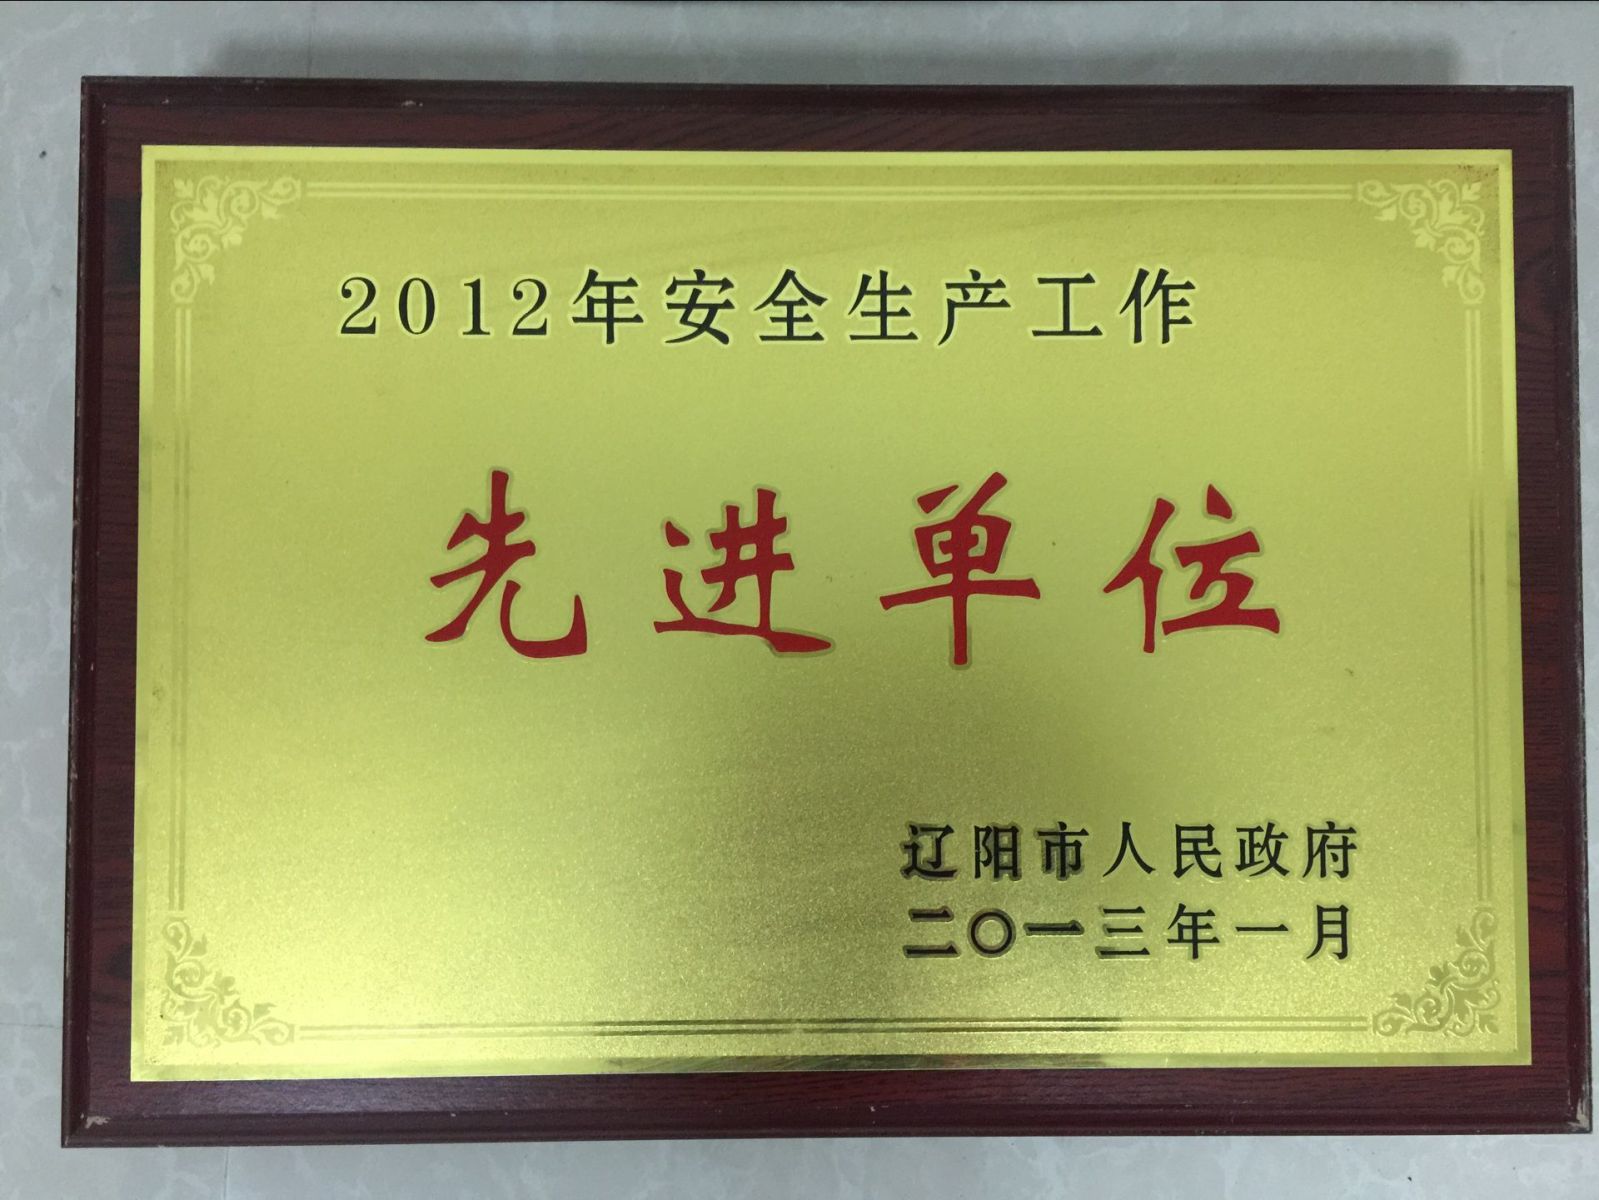 2012年安全生产工作
先进单位
辽阳市人民政府
二〇一三年一月